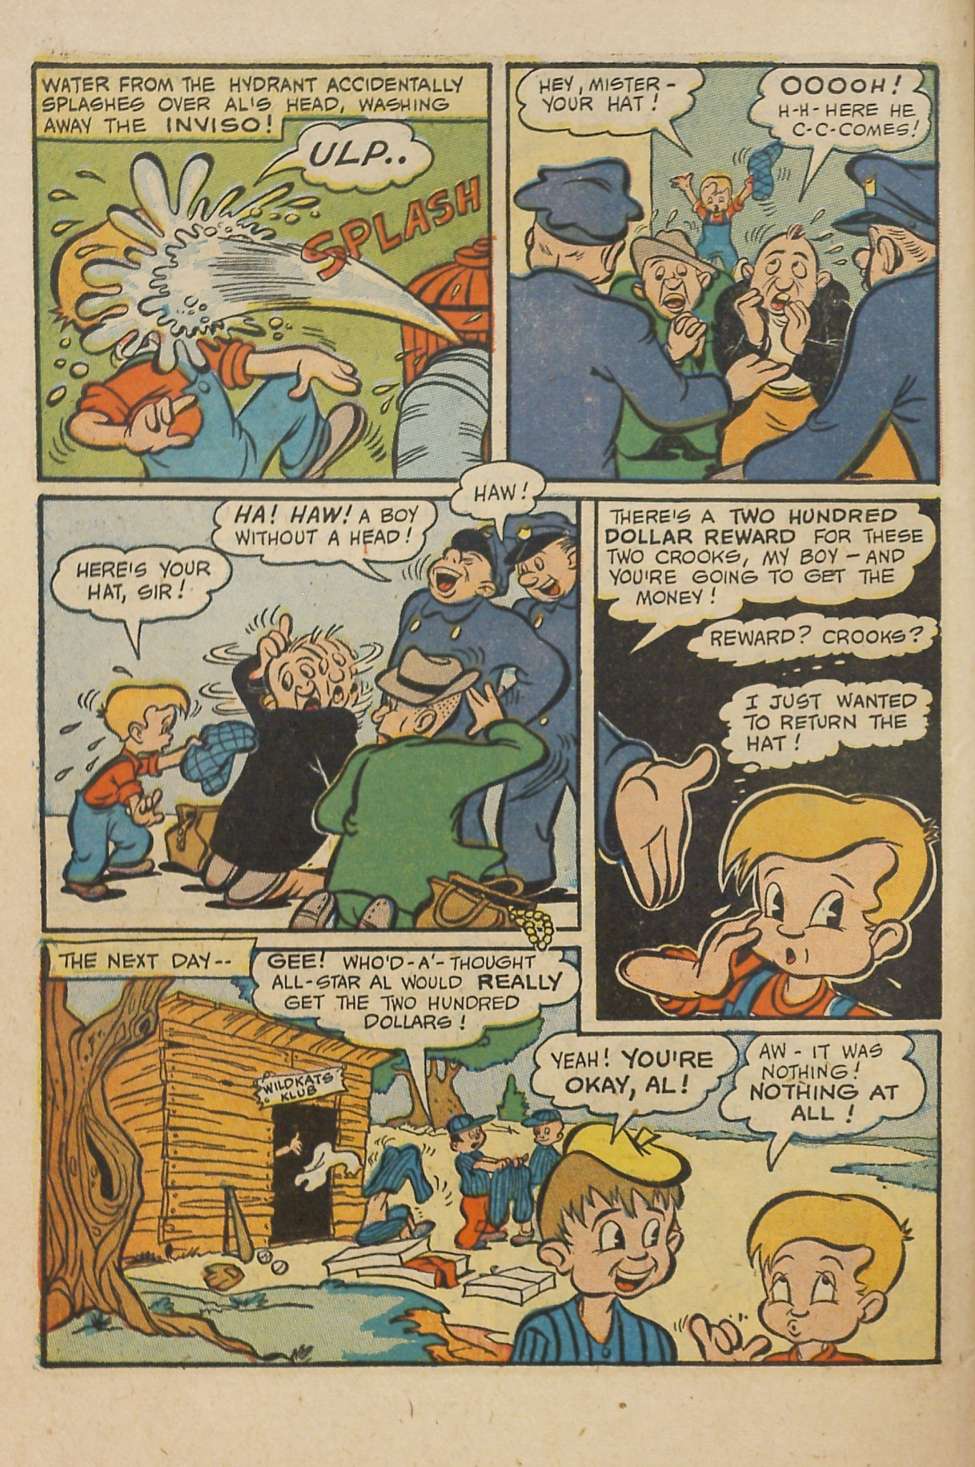 WATER FROM THE HYDRANT ACCIDENTALLY
SPLASHES OVER AL'S HEAD, WASHING
AWAY THE INVISO!
ULP..
SPLASH
HEY, MISTER -
YOUR HAT!
OOOOH!
H-H-HERE HE
C-C-COMES!
HERE'S YOUR
HAT, SIR!
HA! HAW! A BOY
WITHOUT A HEAD!
HAW!
THERE'S A TWO HUNDRED
DOLLAR REWARD FOR THESE
TWO CROOKS, MY BOY - AND
YOU'RE GOING TO GET THE
MONEY!
REWARD? CROOKS?
I JUST WANTED
TO RETURN THE
HAT!
THE NEXT DAY--
GEE! WHO'D-A'-THOUGHT
ALL-STAR AL WOULD REALLY
GET THE TWO HUNDRED
DOLLARS!
WILDKATS
KLUB
YEAH! YOU'RE
OKAY, AL!
AW - IT WAS
NOTHING!
NOTHING AT
ALL!